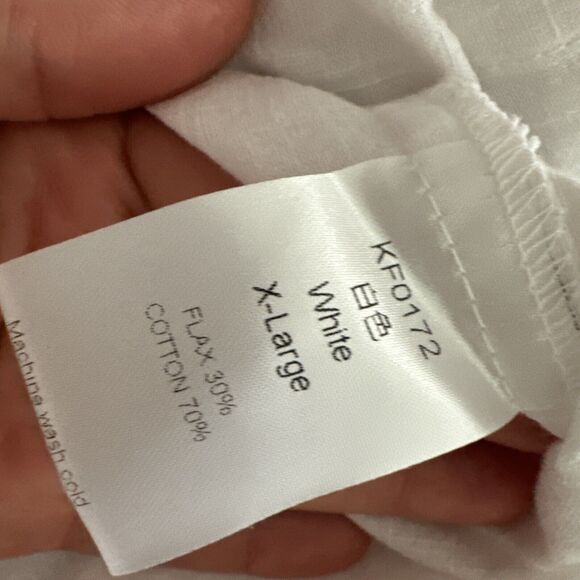 KF0172
白色
White
X-Large
FLAX 30%
COTTON 70%
Machine wash cold